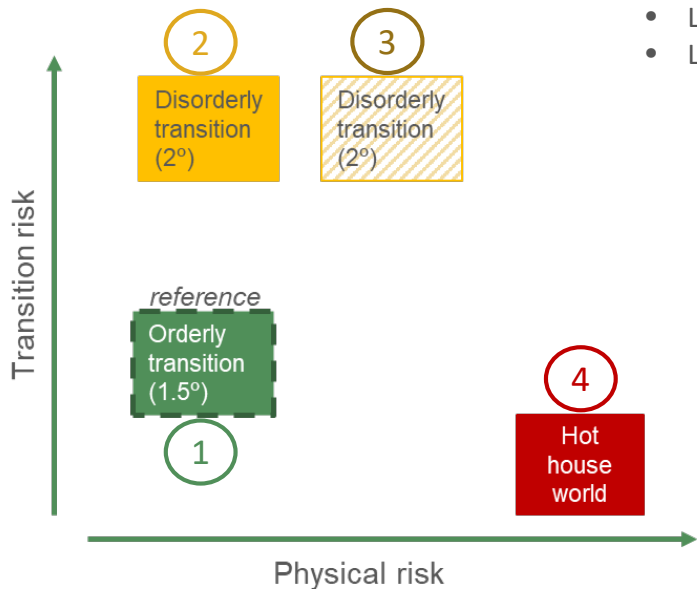 2
3
Disorderly
transition
(2º)
Disorderly
transition
(2º)
reference
Orderly
transition
(1.5º)
1
4
Hot
house
world
Transition risk
Physical risk
• L
• L